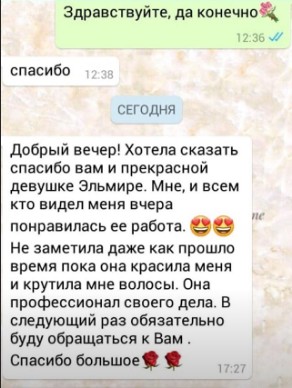 Здравствуйте, да конечно💐
12:36
спасибо 12:38
СЕГОДНЯ
Добрый вечер! Хотела сказать
спасибо вам и прекрасной
девушке Эльмире. Мне, и всем
кто видел меня вчера
понравилась ее работа. 😍😍
Не заметила даже как прошло
время пока она красила меня
и крутила мне волосы. Она
профессионал своего дела. В
следующий раз обязательно
буду обращаться к Вам .
Спасибо большое🌹🌹
17:27